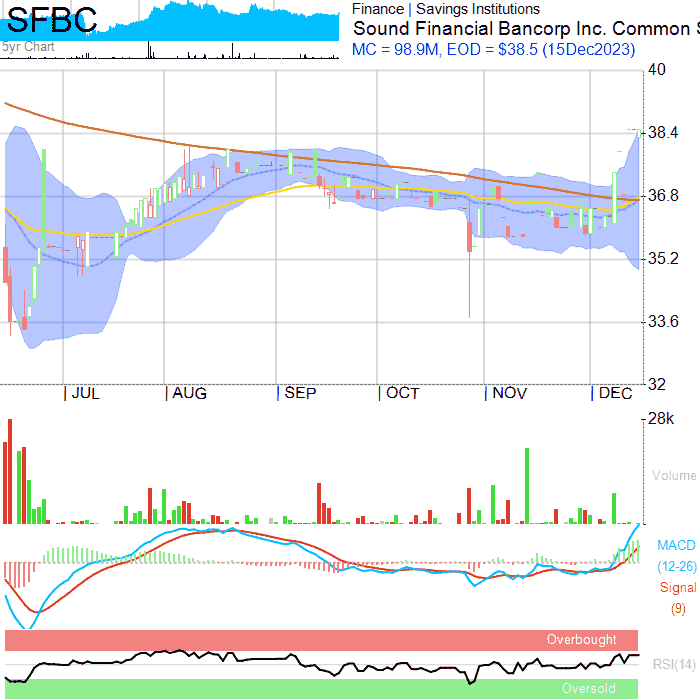 SFBC
5yr Chart
Finance | Savings Institutions
Sound Financial Bancorp Inc. Common S
MC = 98.9M, EOD = $38.5 (15Dec2023)
40
38.4
36.8
35.2
33.6
32
JUL AUG SEP OCT NOV DEC
28k
Volume
MACD
(12-26)
Signal
(9)
Overbought
RSI(14)
Oversold